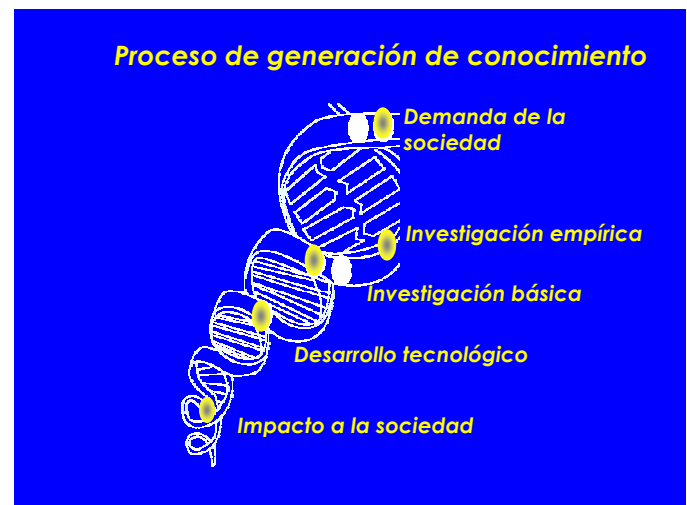 Proceso de generación de conocimiento
Demanda de la
sociedad
Investigación empírica
Investigación básica
Desarrollo tecnológico
Impacto a la sociedad